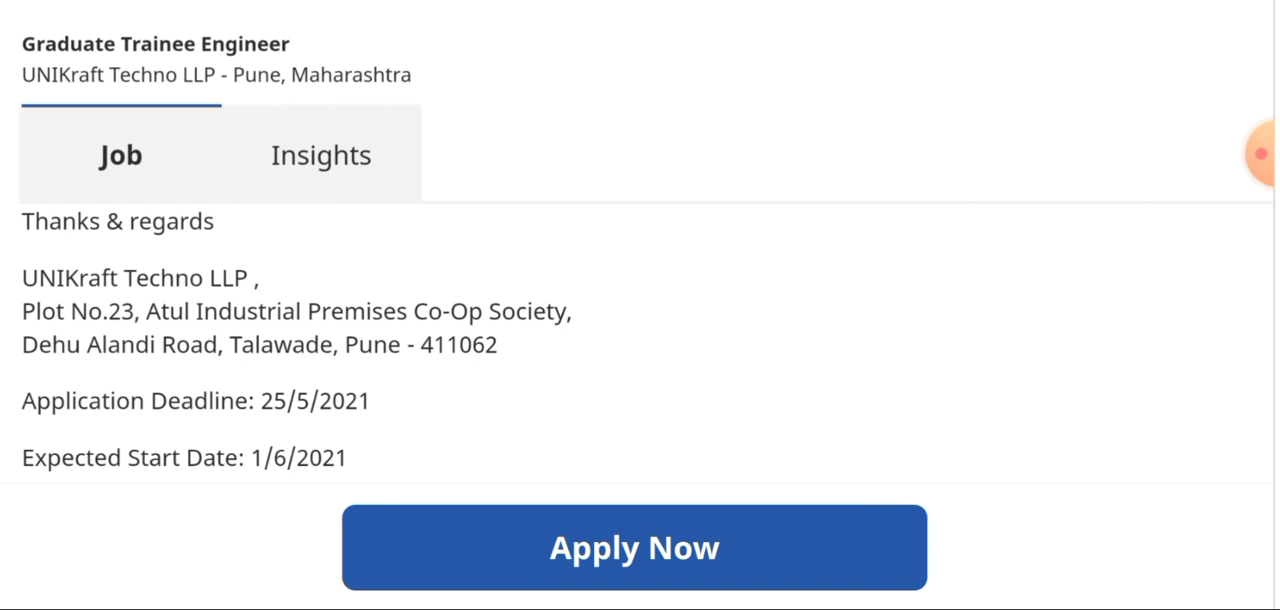 Graduate Trainee Engineer
UNIKraft Techno LLP - Pune, Maharashtra
Job
Insights
Thanks & regards
UNIKraft Techno LLP ,
Plot No.23, Atul Industrial Premises Co-Op Society,
Dehu Alandi Road, Talawade, Pune - 411062
Application Deadline: 25/5/2021
Expected Start Date: 1/6/2021
Apply Now